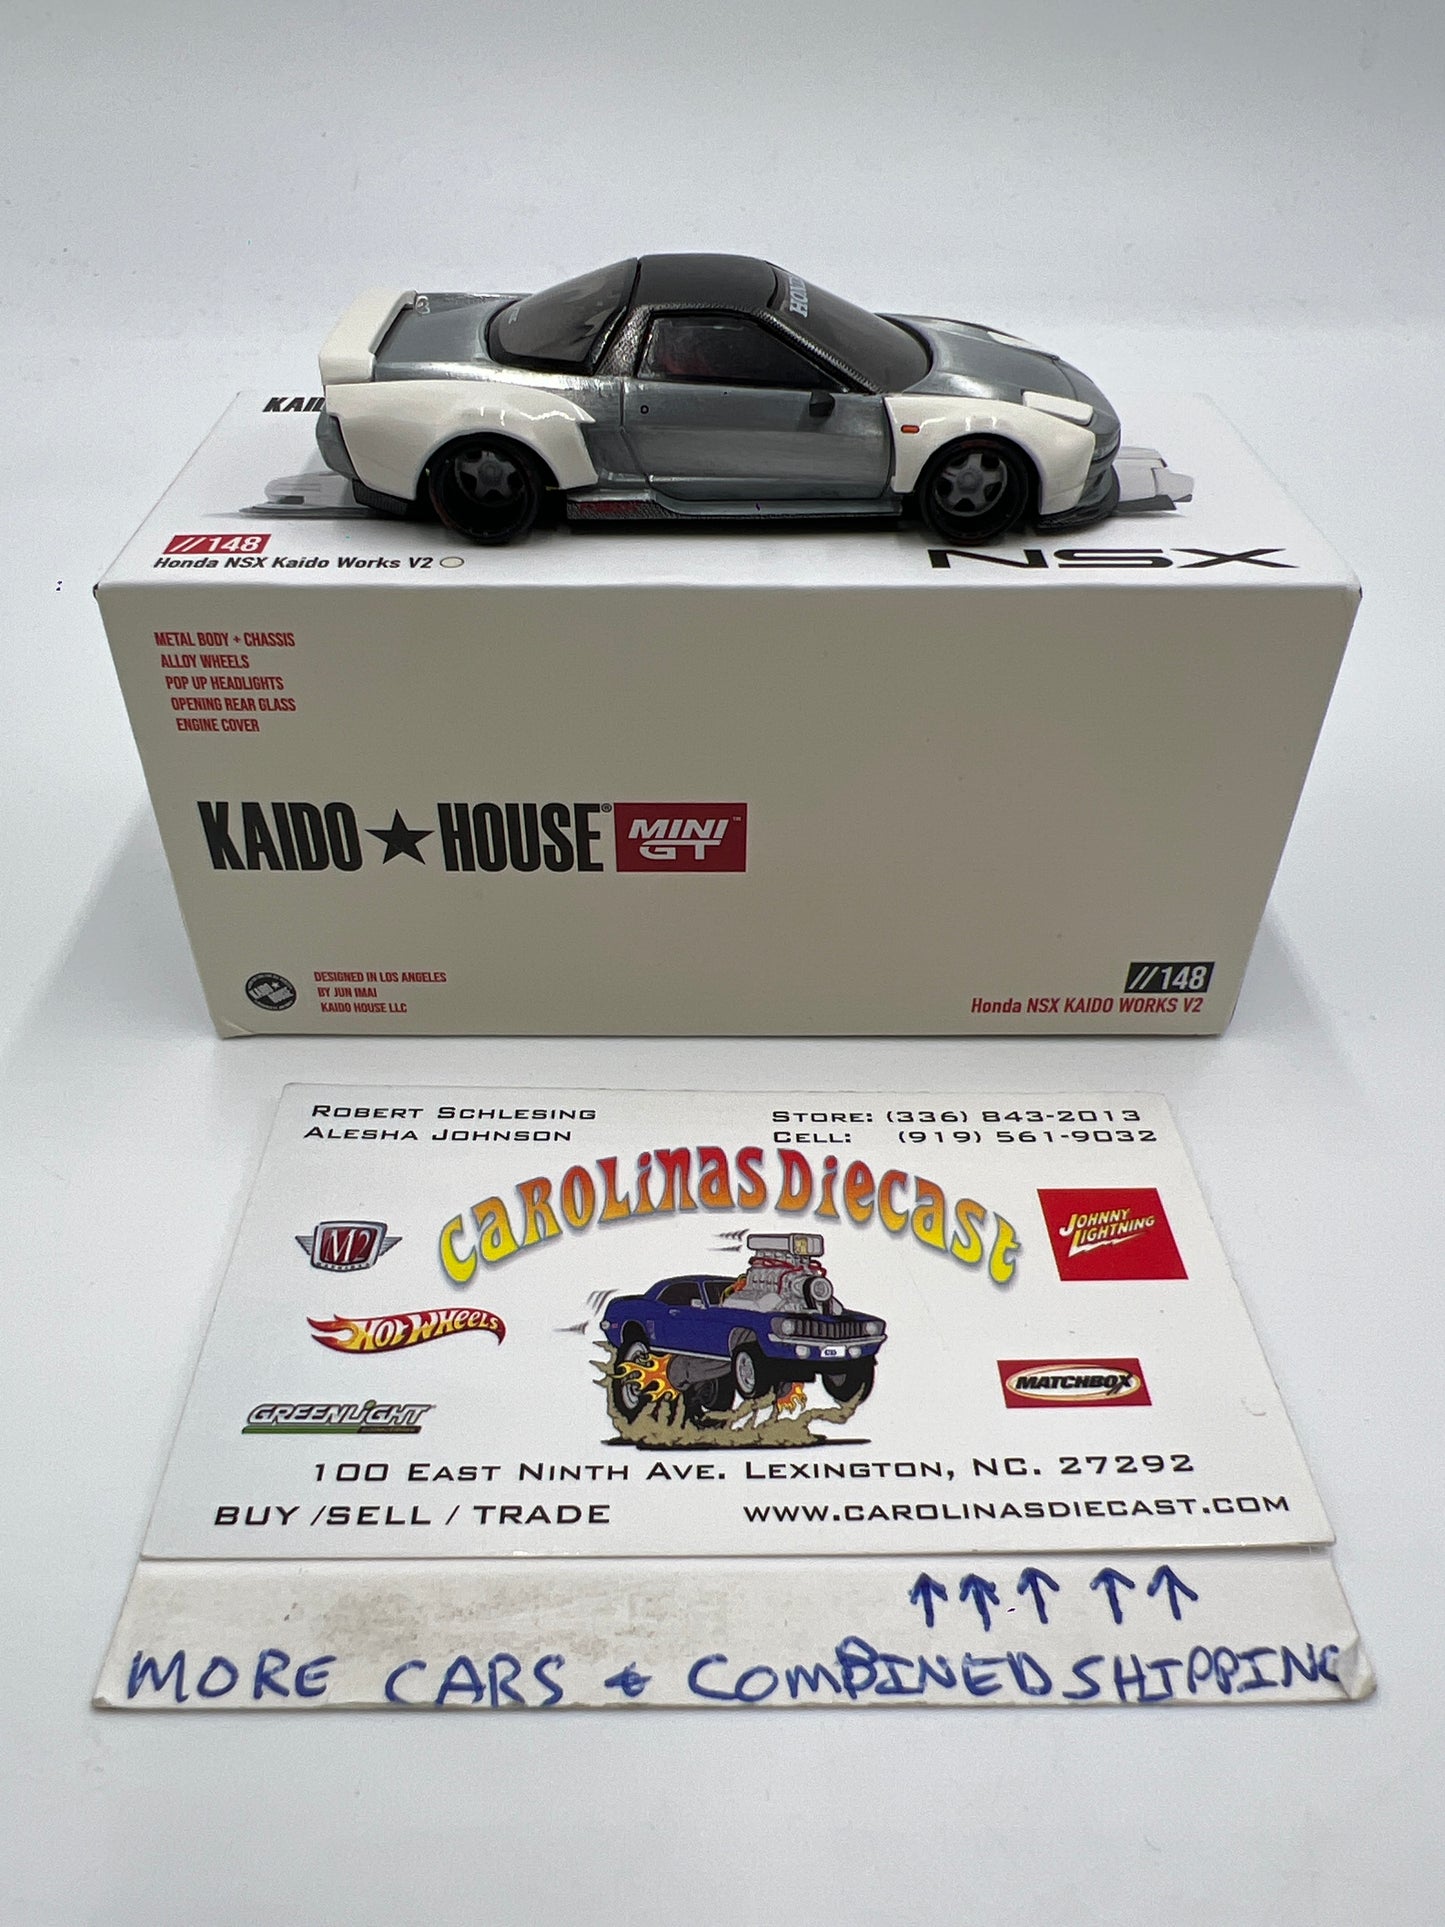 HONDA
KAI
//148
Honda NSX Kaido Works V2
NSX
METAL BODY + CHASSIS
ALLOY WHEELS
POP UP HEADLIGHTS
OPENING REAR GLASS
ENGINE COVER
KAIDO★HOUSE® MINI GT™
DESIGNED IN LOS ANGELES
BY JUN IMAI
KAIDO HOUSE LLC
//148
Honda NSX KAIDO WORKS V2
ROBERT SCHLESING
ALESHA JOHNSON
STORE: (336) 843-2013
CELL: (919) 561-9032
CAROLINAS DIECAST
M2
JOHNNY LIGHTNING
HOT WHEELS
MATCHBOX
GREENLIGHT
100 EAST NINTH AVE. LEXINGTON, NC. 27292
BUY /SELL / TRADE
WWW.CAROLINASDIECAST.COM
↑↑↑ ↑↑
MORE CARS & COMBINED SHIPPING